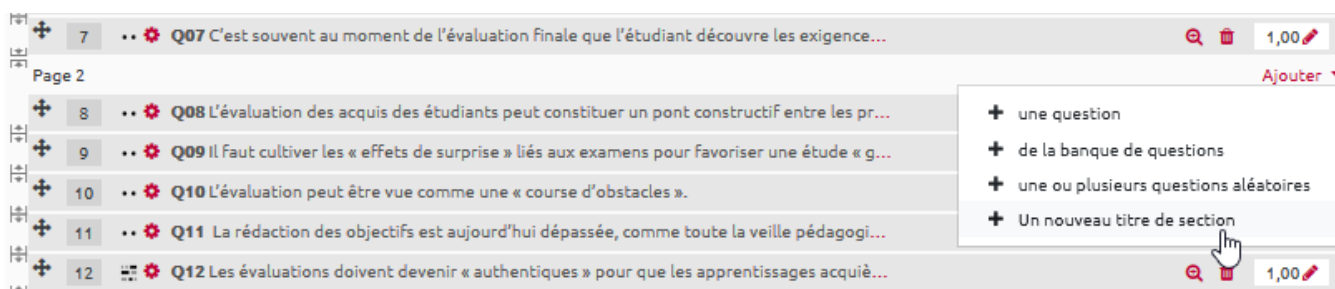 7 Q07 C'est souvent au moment de l'évaluation finale que l'étudiant découvre les exigence... 1,00
Page 2 Ajouter
8 Q08 L'évaluation des acquis des étudiants peut constituer un pont constructif entre les pr...
+ une question
9 Q09 Il faut cultiver les « effets de surprise » liés aux examens pour favoriser une étude « g...
+ de la banque de questions
10 Q10 L'évaluation peut être vue comme une « course d'obstacles ».
+ une ou plusieurs questions aléatoires
11 Q11 La rédaction des objectifs est aujourd'hui dépassée, comme toute la veille pédagogi...
+ Un nouveau titre de section
12 Q12 Les évaluations doivent devenir « authentiques » pour que les apprentissages acquiè... 1,00